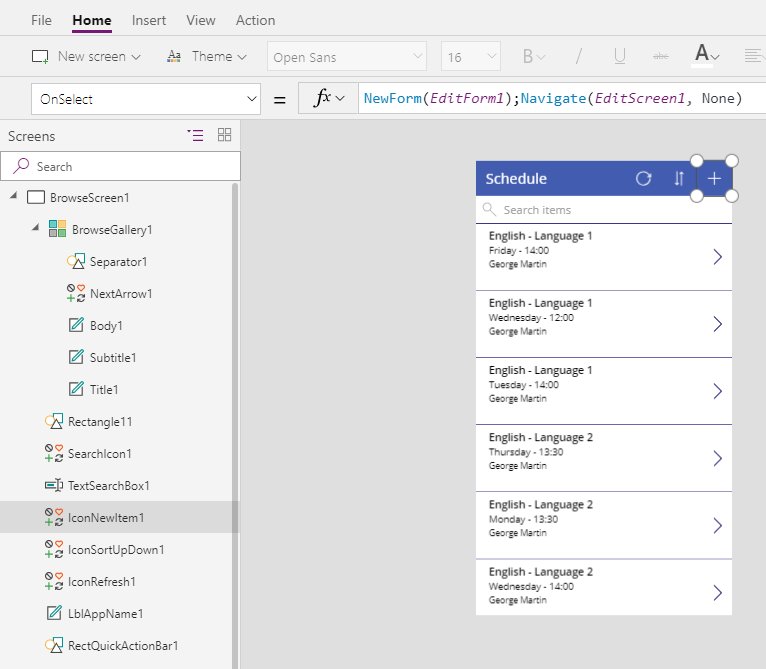 File Home Insert View Action
New screen Aa Theme Open Sans 16 B / U abc A
OnSelect = fx NewForm(EditForm1);Navigate(EditScreen1, None)
Screens
Search
BrowseScreen1
BrowseGallery1
Separator1
NextArrow1
Body1
Subtitle1
Title1
Rectangle11
SearchIcon1
TextSearchBox1
IconNewItem1
IconSortUpDown1
IconRefresh1
LblAppName1
RectQuickActionBar1
Schedule
Search items
English - Language 1
Friday - 14:00
George Martin
English - Language 1
Wednesday - 12:00
George Martin
English - Language 1
Tuesday - 14:00
George Martin
English - Language 2
Thursday - 13:30
George Martin
English - Language 2
Monday - 13:30
George Martin
English - Language 2
Wednesday - 14:00
George Martin